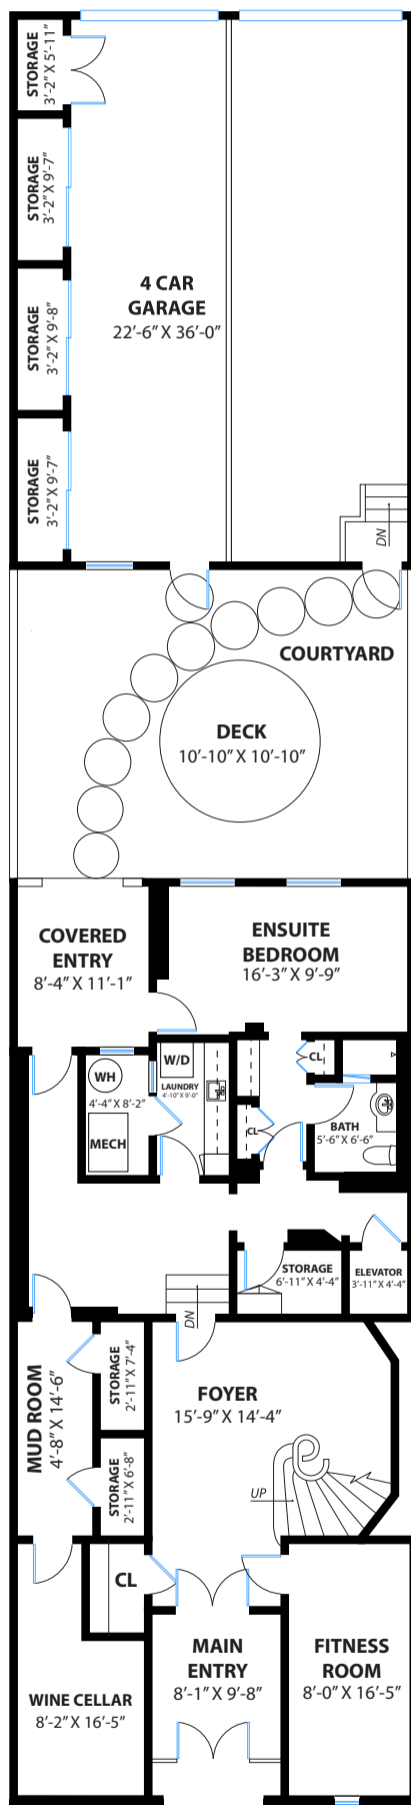 STORAGE
3'-2" X 5'-11"
STORAGE
3'-2" X 9'-7"
STORAGE
3'-2" X 9'-8"
STORAGE
3'-2" X 9'-7"
4 CAR
GARAGE
22'-6" X 36'-0"
DN
COURTYARD
DECK
10'-10" X 10'-10"
COVERED
ENTRY
8'-4" X 11'-1"
ENSUITE
BEDROOM
16'-3" X 9'-9"
WH
4'-4" X 8'-2"
MECH
W/D
LAUNDRY
4'-10" X 9'-0"
CL
CL
BATH
5'-6" X 6'-6"
STORAGE
6'-11" X 4'-4"
ELEVATOR
3'-11" X 4'-4"
DN
MUD ROOM
4'-8" X 14'-6"
STORAGE
2'-11" X 7'-4"
STORAGE
2'-11" X 6'-8"
FOYER
15'-9" X 14'-4"
UP
CL
WINE CELLAR
8'-2" X 16'-5"
MAIN
ENTRY
8'-1" X 9'-8"
FITNESS
ROOM
8'-0" X 16'-5"